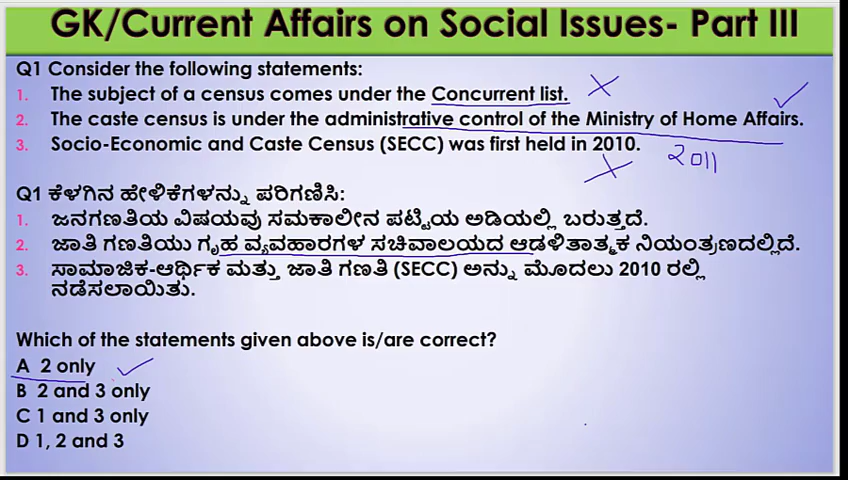 GK/Current Affairs on Social Issues- Part III
Q1 Consider the following statements:
1. The subject of a census comes under the Concurrent list.
2. The caste census is under the administrative control of the Ministry of Home Affairs.
3. Socio-Economic and Caste Census (SECC) was first held in 2010.
2011
Q1 ಕೆಳಗಿನ ಹೇಳಿಕೆಗಳನ್ನು ಪರಿಗಣಿಸಿ:
1. ಜನಗಣತಿಯ ವಿಷಯವು ಸಮಕಾಲೀನ ಪಟ್ಟಿಯ ಅಡಿಯಲ್ಲಿ ಬರುತ್ತದೆ.
2. ಜಾತಿ ಗಣತಿಯು ಗೃಹ ವ್ಯವಹಾರಗಳ ಸಚಿವಾಲಯದ ಆಡಳಿತಾತ್ಮಕ ನಿಯಂತ್ರಣದಲ್ಲಿದೆ.
3. ಸಾಮಾಜಿಕ-ಆರ್ಥಿಕ ಮತ್ತು ಜಾತಿ ಗಣತಿ (SECC) ಅನ್ನು ಮೊದಲು 2010 ರಲ್ಲಿ
ನಡೆಸಲಾಯಿತು.
Which of the statements given above is/are correct?
A 2 only
B 2 and 3 only
C 1 and 3 only
D 1, 2 and 3